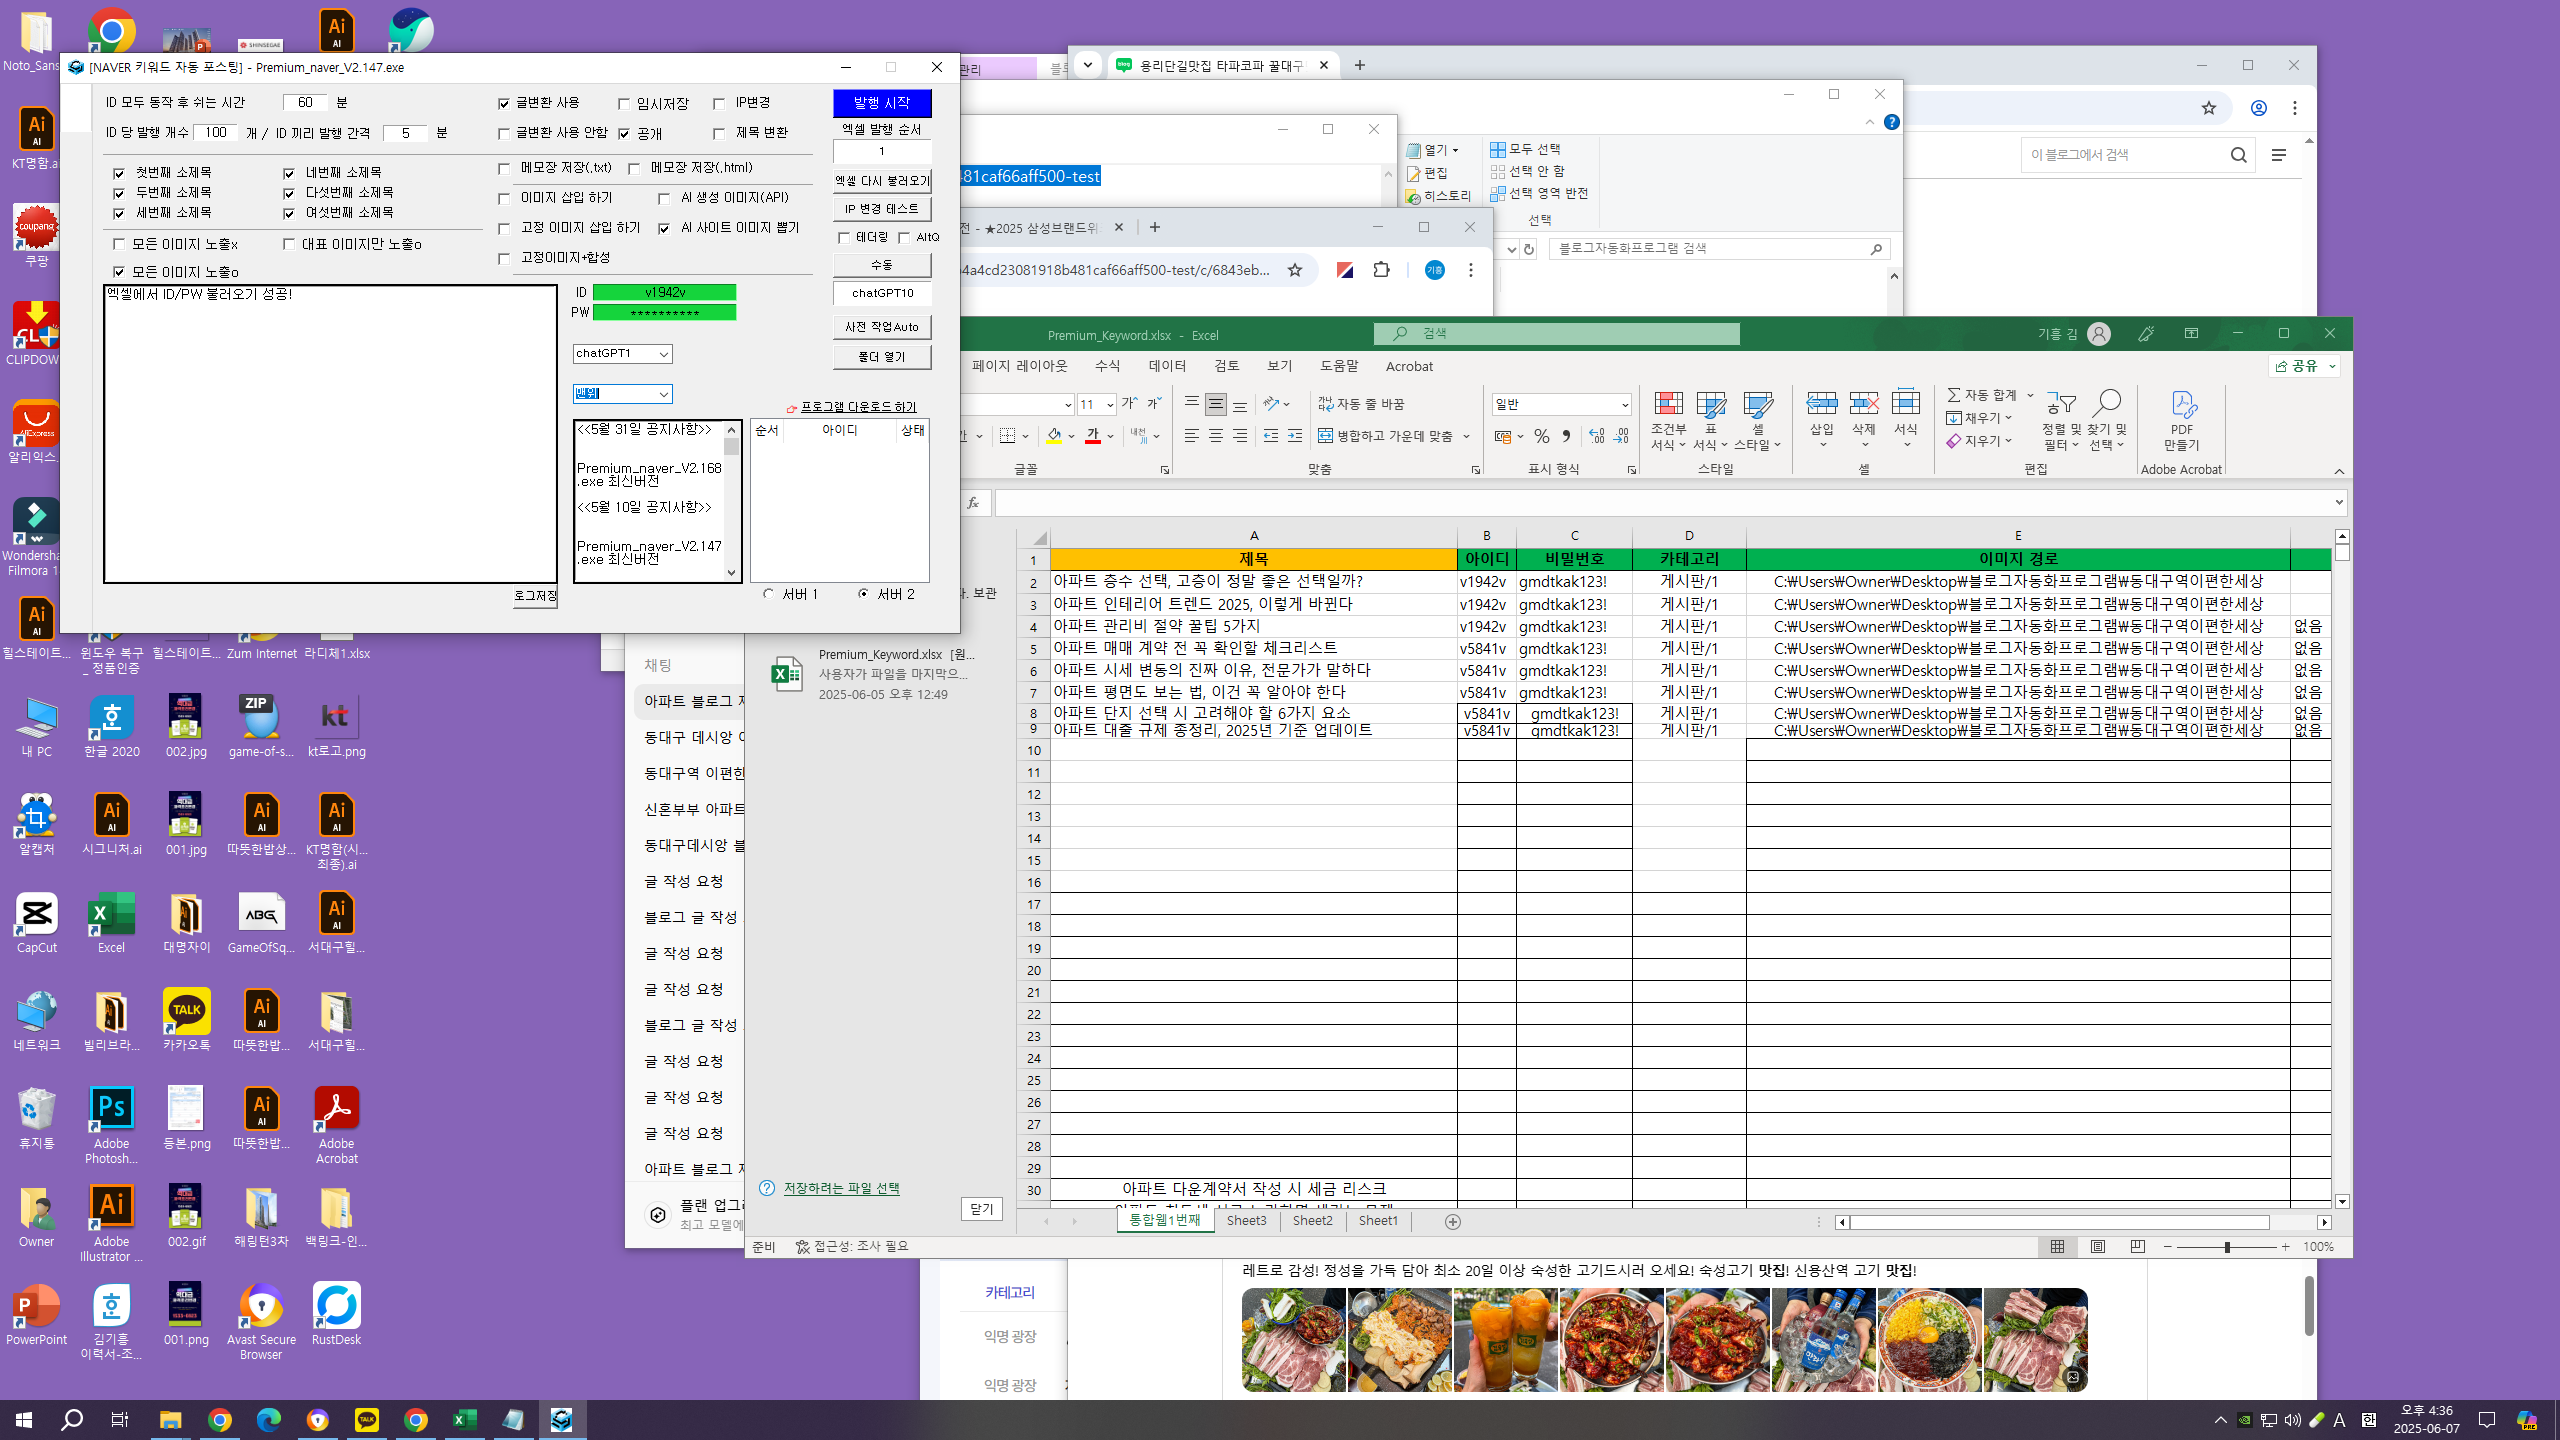 [NAVER 키워드 자동 포스팅] - Premium_naver_V2.147.exe
ID 모두 동작 후 쉬는 시간 60 분
ID 당 발행 개수 100 개 / ID 끼리 발행 간격 5 분
첫번째 소제목
네번째 소제목
두번째 소제목
다섯번째 소제목
세번째 소제목
여섯번째 소제목
모든 이미지 노출x
대표 이미지만 노출o
모든 이미지 노출o
글변환 사용
임시저장
IP변경
글변환 사용 안함
공개
제목 변환
메모장 저장(.txt)
메모장 저장(.html)
이미지 삽입 하기
AI 생성 이미지(API)
고정 이미지 삽입 하기
AI 사이트 이미지 뽑기
고정이미지+합성
발행 시작
엑셀 발행 순서
1
엑셀 다시 불러오기
IP 변경 테스트
테더링
AltQ
수동
chatGPT10
사전 작업Auto
폴더 열기
엑셀에서 ID/PW 불러오기 성공!
ID v1942v
PW **********
chatGPT1
맨위
프로그램 다운로드 하기
<<5월 31일 공지사항>>
Premium_naver_V2.168
.exe 최신버전
<<5월 10일 공지사항>>
Premium_naver_V2.147
.exe 최신버전
순서 아이디 상태
로그저장
서버 1
서버 2
관리
용리단길맛집 타파코파 꿀대구
이 블로그에서 검색
481caf66aff500-test
열기
편집
히스토리
모두 선택
선택 안 함
선택 영역 반전
선택
블로그자동화프로그램 검색
전 - ★2025 삼성브랜드위
4a4cd23081918b481caf66aff500-test/c/6843eb...
기흥
Premium_Keyword.xlsx - Excel
검색
기흥 김
페이지 레이아웃 수식 데이터 검토 보기 도움말 Acrobat
공유
11
자동 줄 바꿈
병합하고 가운데 맞춤
일반
조건부 서식
표 서식
셀 스타일
삽입 삭제 서식
자동 합계
채우기
지우기
정렬 및 필터
찾기 및 선택
PDF 만들기
글꼴 맞춤 표시 형식 스타일 셀 편집 Adobe Acrobat
fx
A B C D E
1 제목 아이디 비밀번호 카테고리 이미지 경로
2 아파트 층수 선택, 고층이 정말 좋은 선택일까? v1942v gmdtkak123! 게시판/1 C:₩Users₩Owner₩Desktop₩블로그자동화프로그램₩동대구역이편한세상
3 아파트 인테리어 트렌드 2025, 이렇게 바뀐다 v1942v gmdtkak123! 게시판/1 C:₩Users₩Owner₩Desktop₩블로그자동화프로그램₩동대구역이편한세상
4 아파트 관리비 절약 꿀팁 5가지 v1942v gmdtkak123! 게시판/1 C:₩Users₩Owner₩Desktop₩블로그자동화프로그램₩동대구역이편한세상 없음
5 아파트 매매 계약 전 꼭 확인할 체크리스트 v5841v gmdtkak123! 게시판/1 C:₩Users₩Owner₩Desktop₩블로그자동화프로그램₩동대구역이편한세상 없음
6 아파트 시세 변동의 진짜 이유, 전문가가 말하다 v5841v gmdtkak123! 게시판/1 C:₩Users₩Owner₩Desktop₩블로그자동화프로그램₩동대구역이편한세상 없음
7 아파트 평면도 보는 법, 이건 꼭 알아야 한다 v5841v gmdtkak123! 게시판/1 C:₩Users₩Owner₩Desktop₩블로그자동화프로그램₩동대구역이편한세상 없음
8 아파트 단지 선택 시 고려해야 할 6가지 요소 v5841v gmdtkak123! 게시판/1 C:₩Users₩Owner₩Desktop₩블로그자동화프로그램₩동대구역이편한세상 없음
9 아파트 대출 규제 총정리, 2025년 기준 업데이트 v5841v gmdtkak123! 게시판/1 C:₩Users₩Owner₩Desktop₩블로그자동화프로그램₩동대구역이편한세상 없음
10
11
12
13
14
15
16
17
18
19
20
21
22
23
24
25
26
27
28
29
30 아파트 다운계약서 작성 시 세금 리스크
통합웹1번째 Sheet3 Sheet2 Sheet1
준비 접근성: 조사 필요
100%
보관
Premium_Keyword.xlsx [원...
사용자가 파일을 마지막으...
2025-06-05 오후 12:49
저장하려는 파일 선택
닫기
채팅
아파트 블로그
동대구 데시앙
동대구역 이편한
신혼부부 아파트
동대구데시앙 블
글 작성 요청
블로그 글 작성
글 작성 요청
글 작성 요청
블로그 글 작성
글 작성 요청
글 작성 요청
글 작성 요청
아파트 블로그
플랜 업그
최고 모델에
카테고리
익명 광장
익명 광장
레트로 감성! 정성을 가득 담아 최소 20일 이상 숙성한 고기드시러 오세요! 숙성고기 맛집! 신용산역 고기 맛집!
Noto_Sans
SHINSEGAE
KT명함.ai
coupang
쿠팡
CLIPDOW
AliExpress
알리익스...
Wondersha
Filmora 1
힐스테이트...
윈도우 복구
_ 정품인증
힐스테이트...
Zum Internet
라디체1.xlsx
내 PC
한글 2020
002.jpg
ZIP
game-of-s...
kt
kt로고.png
알캡처
시그니처.ai
001.jpg
따뜻한밥상...
KT명함(시...
최종).ai
CapCut
Excel
대명자이
ABG
GameOfSq...
서대구힐...
네트워크
빌리브라...
TALK
카카오톡
따뜻한밥...
서대구힐...
휴지통
Adobe
Photosh...
등본.png
따뜻한밥...
Adobe
Acrobat
Owner
Adobe
Illustrator ...
002.gif
해링턴3차
백링크-인...
PowerPoint
김기흥
이력서-조...
001.png
Avast Secure
Browser
RustDesk
A 한
오후 4:36
2025-06-07